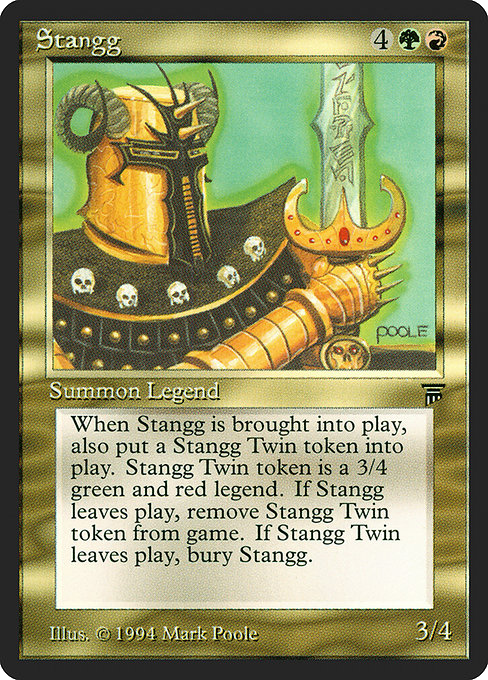 Stangg 4
POOLE
Summon Legend
When Stangg is brought into play,
also put a Stangg Twin token into
play. Stangg Twin token is a 3/4
green and red legend. If Stangg
leaves play, remove Stangg Twin
token from game. If Stangg Twin
leaves play, bury Stangg.
Illus. © 1994 Mark Poole 3/4